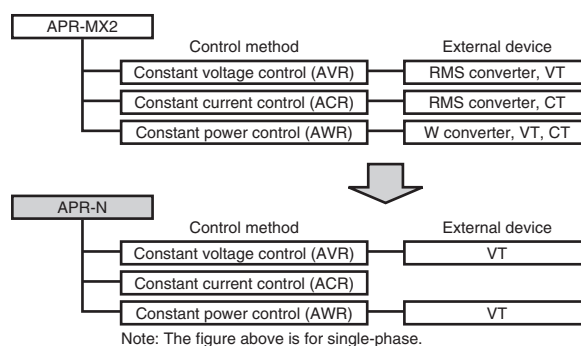 APR-MX2
Control method External device
Constant voltage control (AVR) RMS converter, VT
Constant current control (ACR) RMS converter, CT
Constant power control (AWR) W converter, VT, CT
APR-N
Control method External device
Constant voltage control (AVR) VT
Constant current control (ACR)
Constant power control (AWR) VT
Note: The figure above is for single-phase.